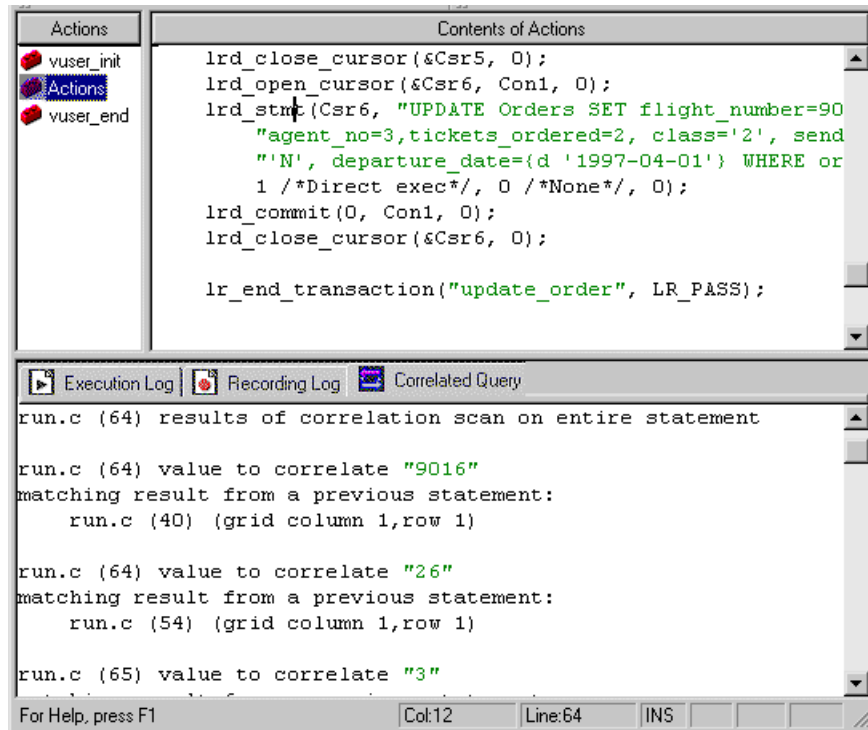 Actions
Contents of Actions
vuser_init
Actions
vuser_end
lrd_close_cursor(&Csr5, 0);
lrd_open_cursor(&Csr6, Con1, 0);
lrd_stmt(Csr6, "UPDATE Orders SET flight_number=90
"agent_no=3,tickets_ordered=2, class='2', send
"'N', departure_date={d '1997-04-01'} WHERE or
1 /*Direct exec*/, 0 /*None*/, 0);
lrd_commit(0, Con1, 0);
lrd_close_cursor(&Csr6, 0);
lr_end_transaction("update_order", LR_PASS);
Execution Log
Recording Log
Correlated Query
run.c (64) results of correlation scan on entire statement
run.c (64) value to correlate "9016"
matching result from a previous statement:
run.c (40) (grid column 1,row 1)
run.c (64) value to correlate "26"
matching result from a previous statement:
run.c (54) (grid column 1,row 1)
run.c (65) value to correlate "3"
For Help, press F1
Col:12
Line:64
INS